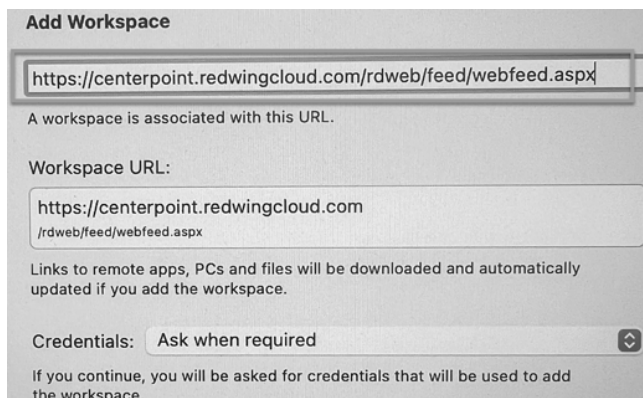 Add Workspace
https://centerpoint.redwingcloud.com/rdweb/feed/webfeed.aspx
A workspace is associated with this URL.
Workspace URL:
https://centerpoint.redwingcloud.com
/rdweb/feed/webfeed.aspx
Links to remote apps, PCs and files will be downloaded and automatically
updated if you add the workspace.
Credentials: Ask when required
If you continue, you will be asked for credentials that will be used to add
the workspace